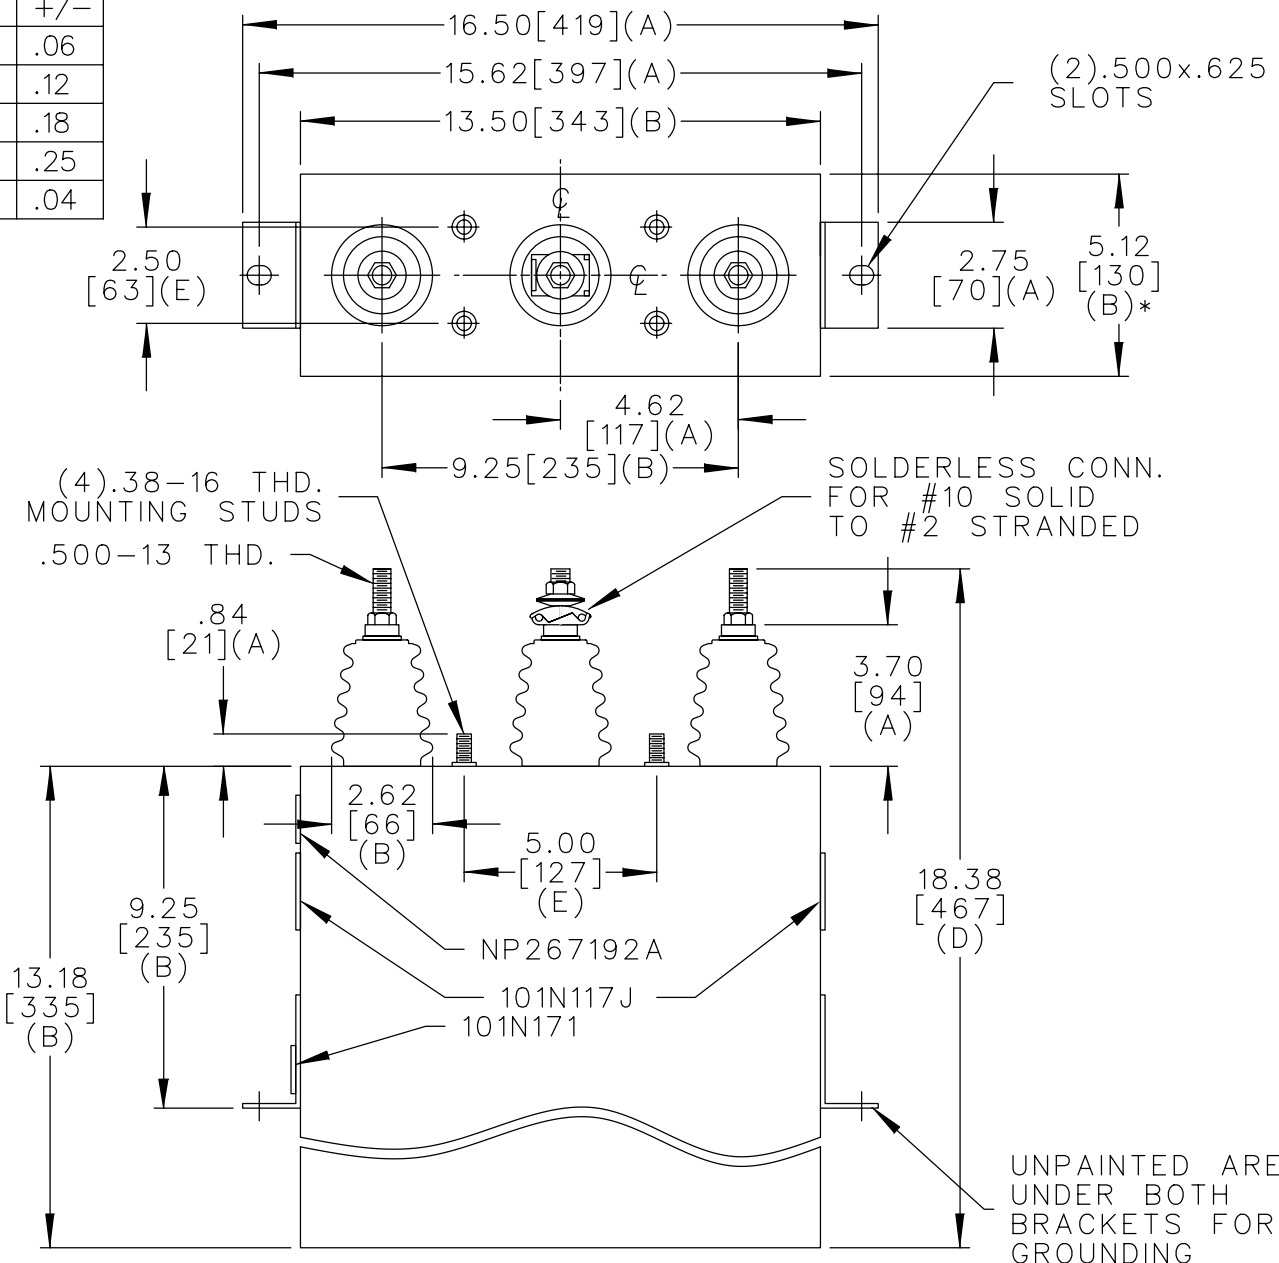 +/-
.06
.12
.18
.25
.04
16.50[419](A)
15.62[397](A)
13.50[343](B)
(2).500x.625
SLOTS
℄
℄
2.50
[63](E)
2.75
[70](A)
5.12
[130]
(B)*
4.62
[117](A)
9.25[235](B)
(4).38-16 THD.
MOUNTING STUDS
.500-13 THD.
SOLDERLESS CONN.
FOR #10 SOLID
TO #2 STRANDED
.84
[21](A)
3.70
[94]
(A)
2.62
[66]
(B)
5.00
[127]
(E)
18.38
[467]
(D)
9.25
[235]
(B)
13.18
[335]
(B)
NP267192A
101N117J
101N171
UNPAINTED ARE
UNDER BOTH
BRACKETS FOR
GROUNDING